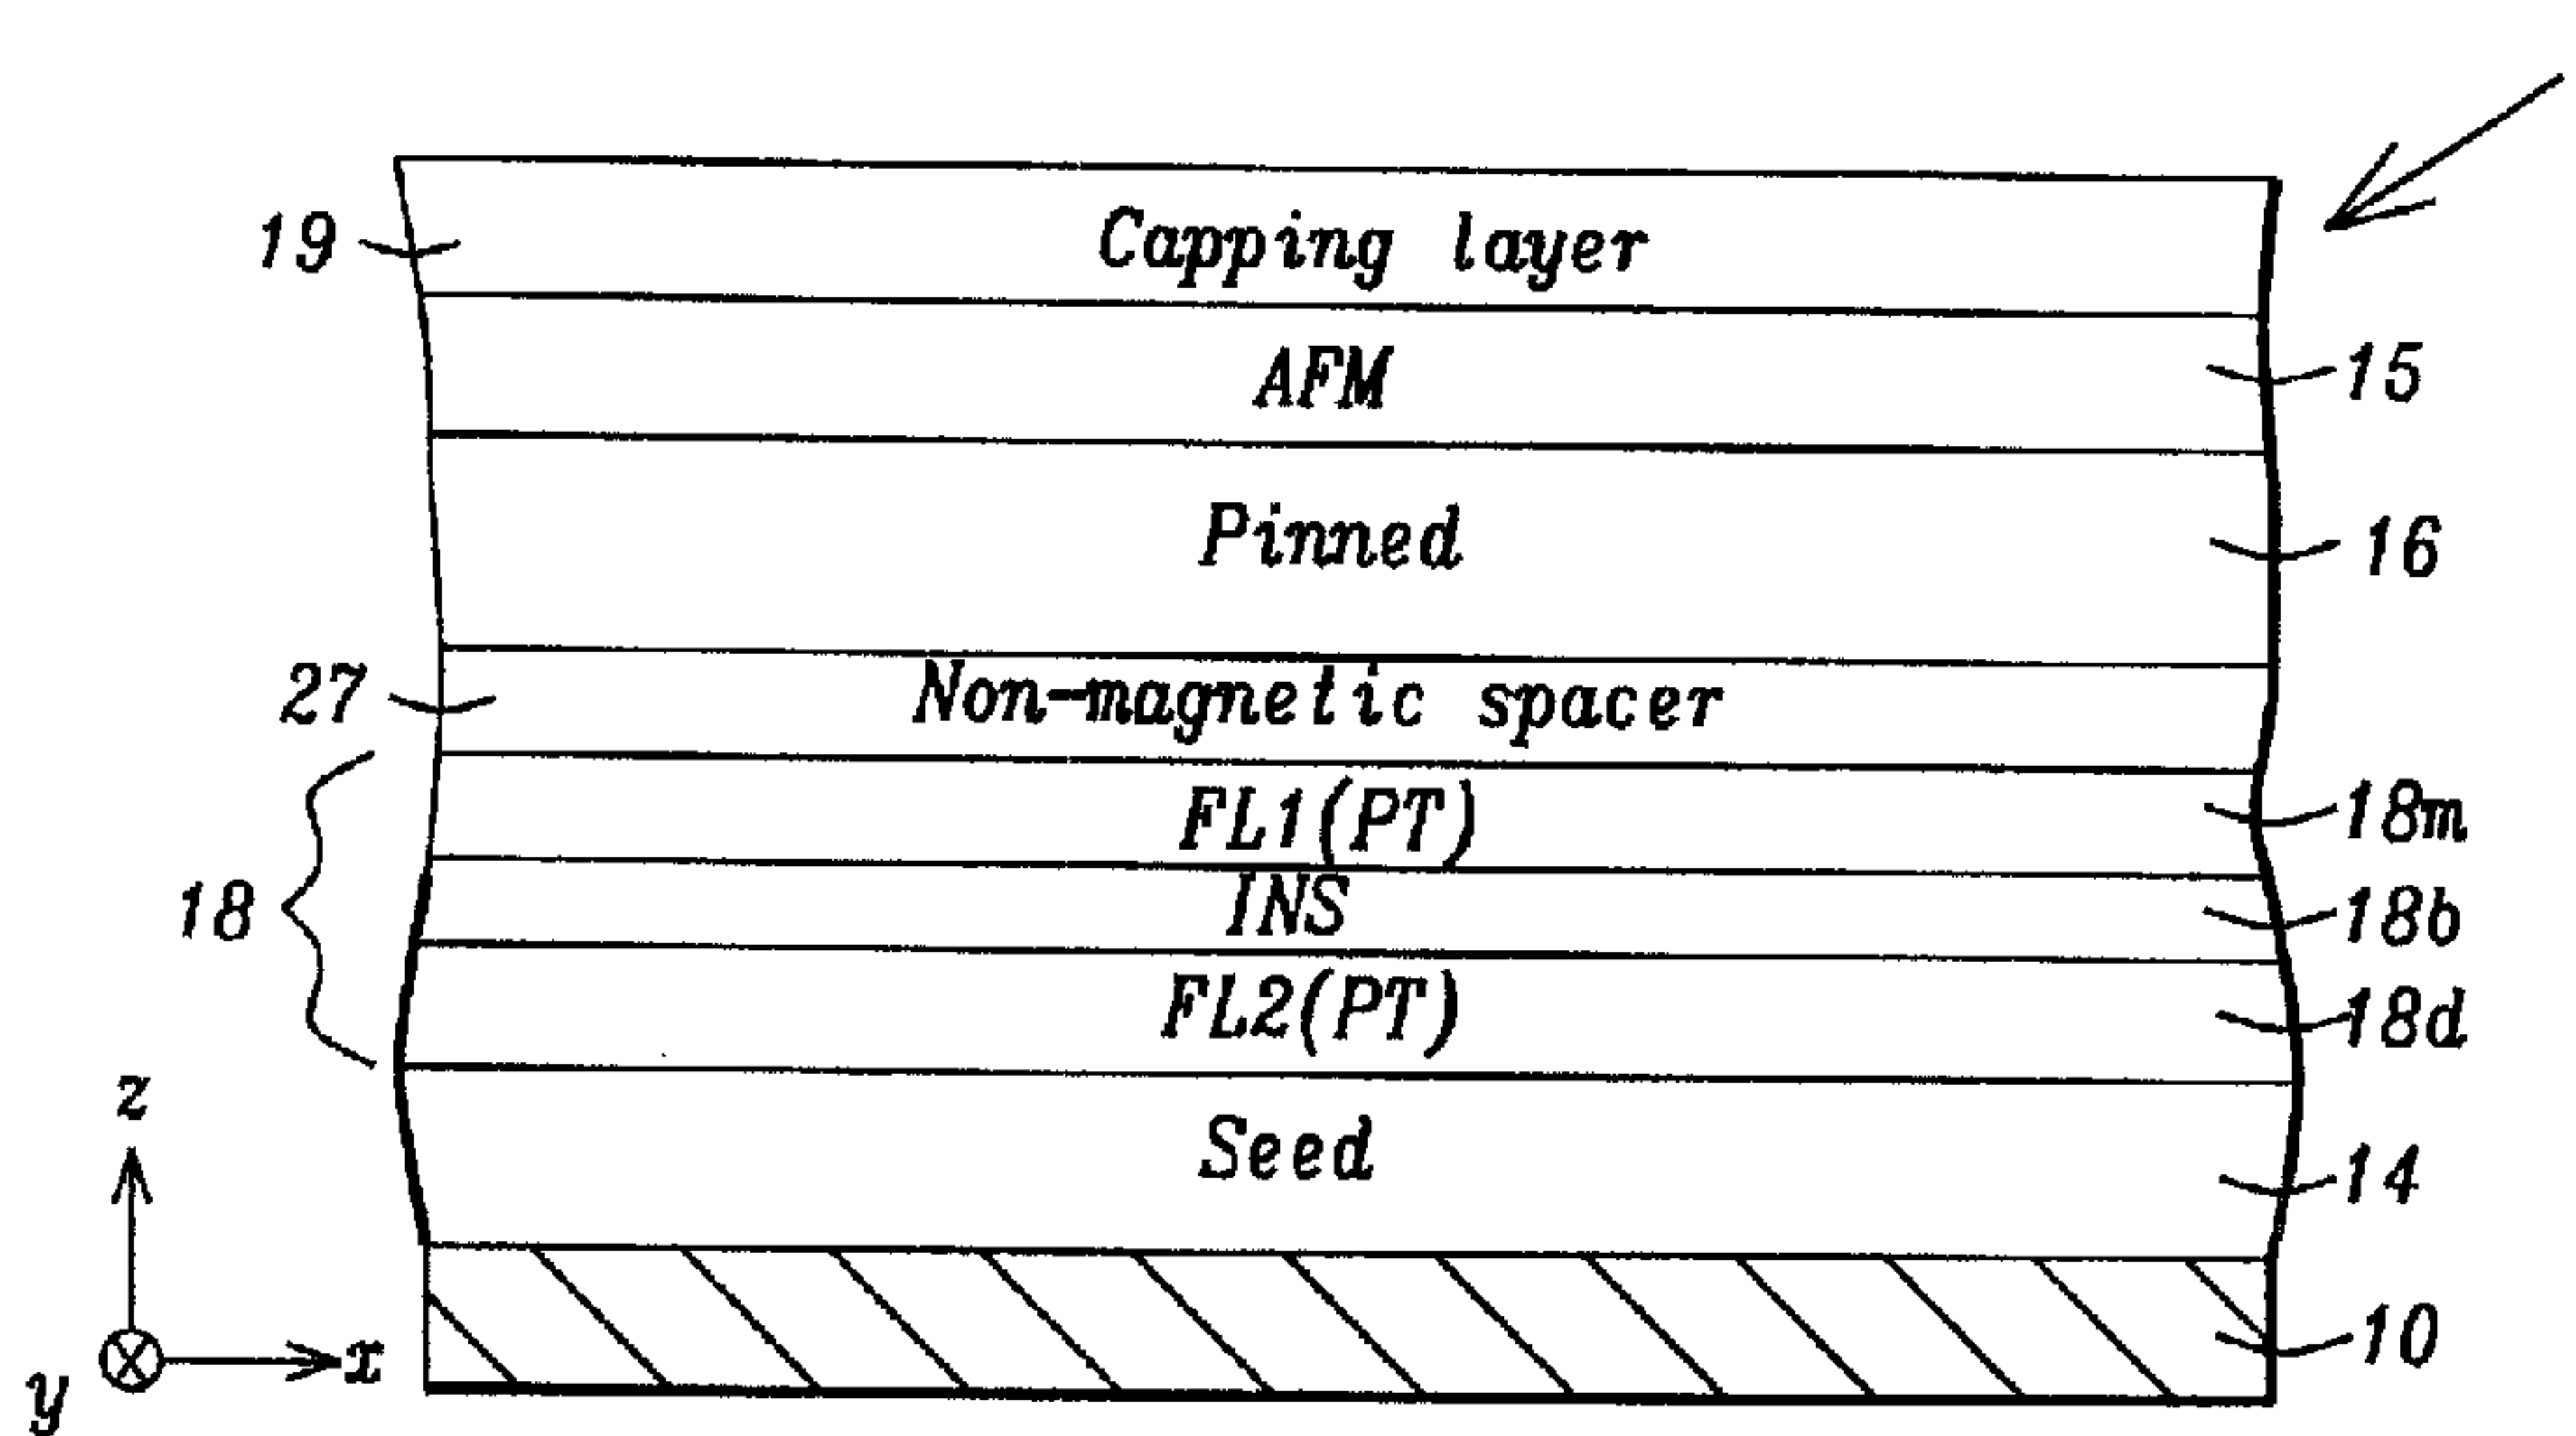 19
Capping layer
AFM
15
Pinned
16
27
Non-magnetic spacer
FL1(PT)
18m
18
INS
18b
FL2(PT)
18d
z
Seed
14
10
x
y